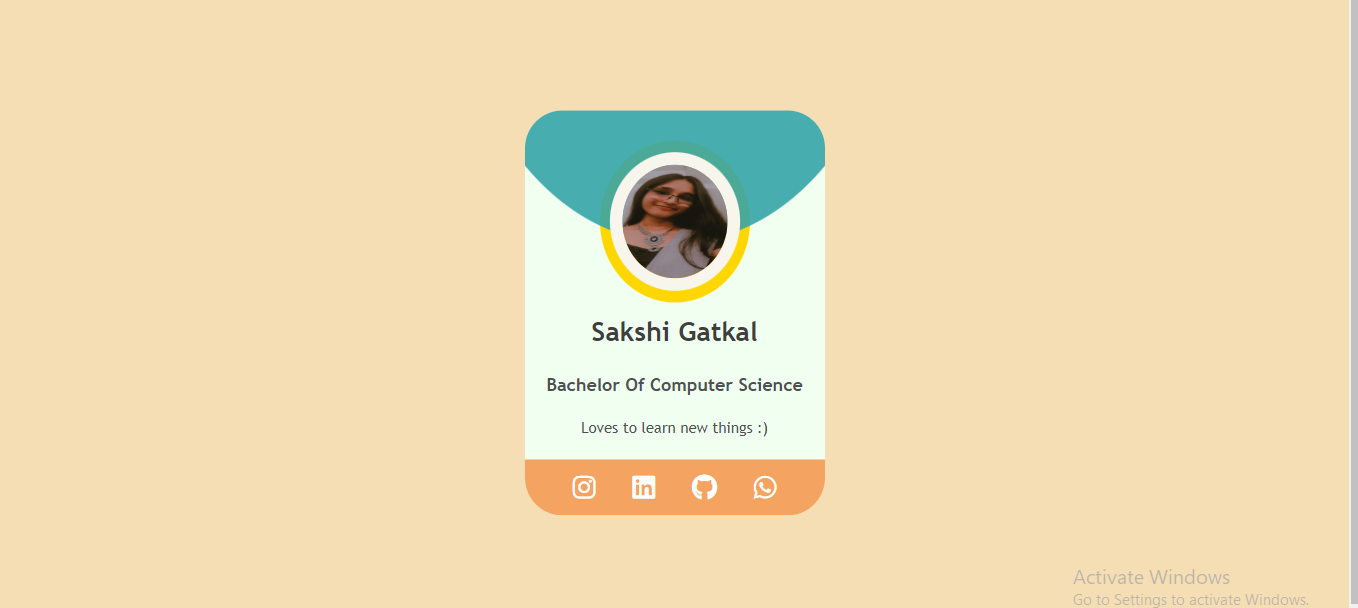 Sakshi Gatkal
Bachelor Of Computer Science
Loves to learn new things :)
in
Activate Windows
Go to Settings to activate Windows.